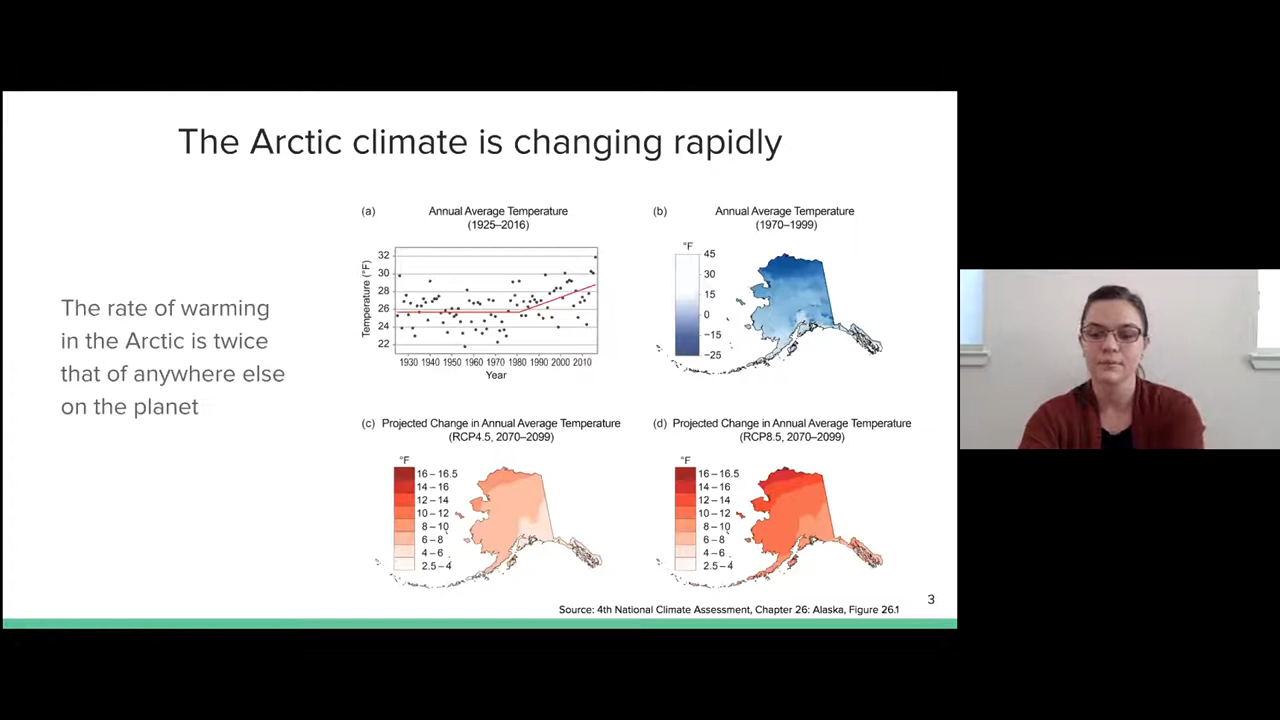 The Arctic climate is changing rapidly
The rate of warming
in the Arctic is twice
that of anywhere else
on the planet
(a) Annual Average Temperature
(1925–2016)
Temperature (°F)
32
30
28
26
24
22
1930 1940 1950 1960 1970 1980 1990 2000 2010
Year
(b) Annual Average Temperature
(1970–1999)
°F
45
30
15
0
−15
−25
(c) Projected Change in Annual Average Temperature
(RCP4.5, 2070–2099)
°F
16 – 16.5
14 – 16
12 – 14
10 – 12
8 – 10
6 – 8
4 – 6
2.5 – 4
(d) Projected Change in Annual Average Temperature
(RCP8.5, 2070–2099)
°F
16 – 16.5
14 – 16
12 – 14
10 – 12
8 – 10
6 – 8
4 – 6
2.5 – 4
3
Source: 4th National Climate Assessment, Chapter 26: Alaska, Figure 26.1